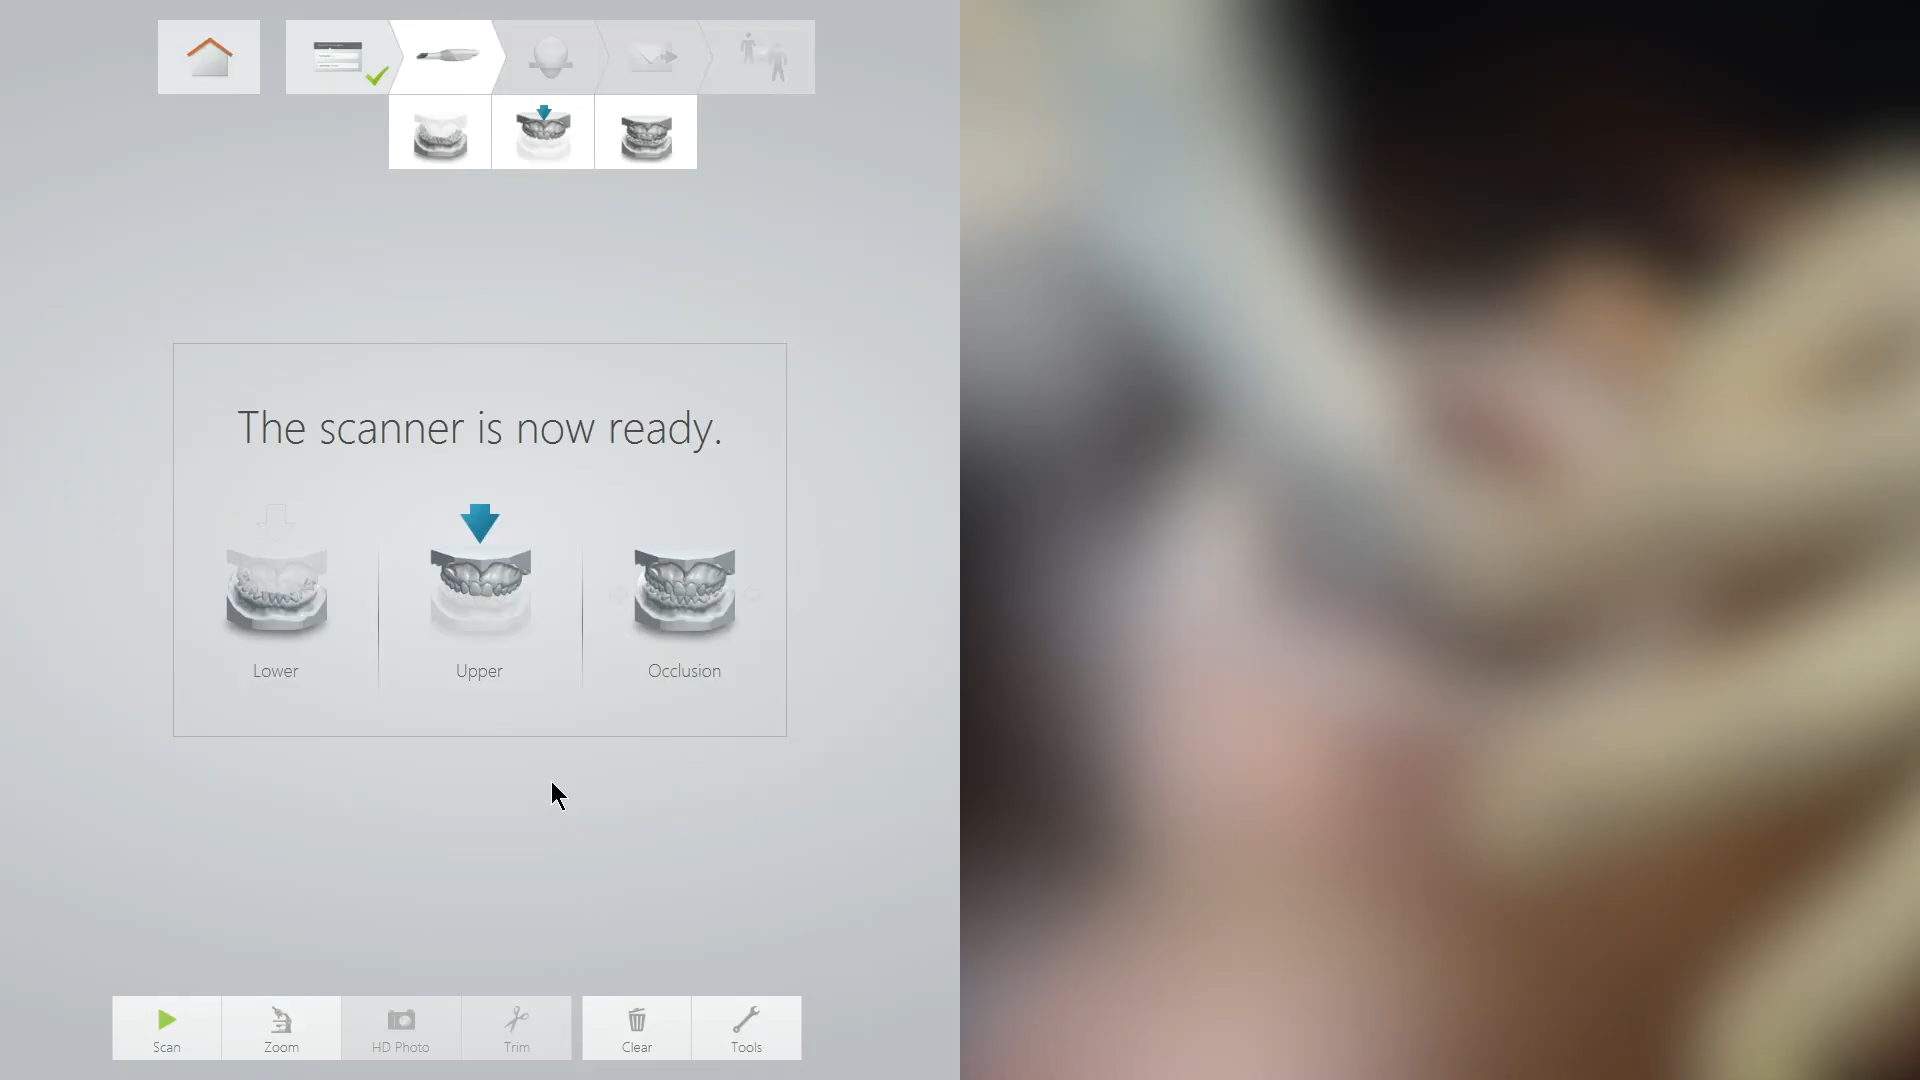 The scanner is now ready.
Lower
Upper
Occlusion
Scan
Zoom
HD Photo
Trim
Clear
Tools